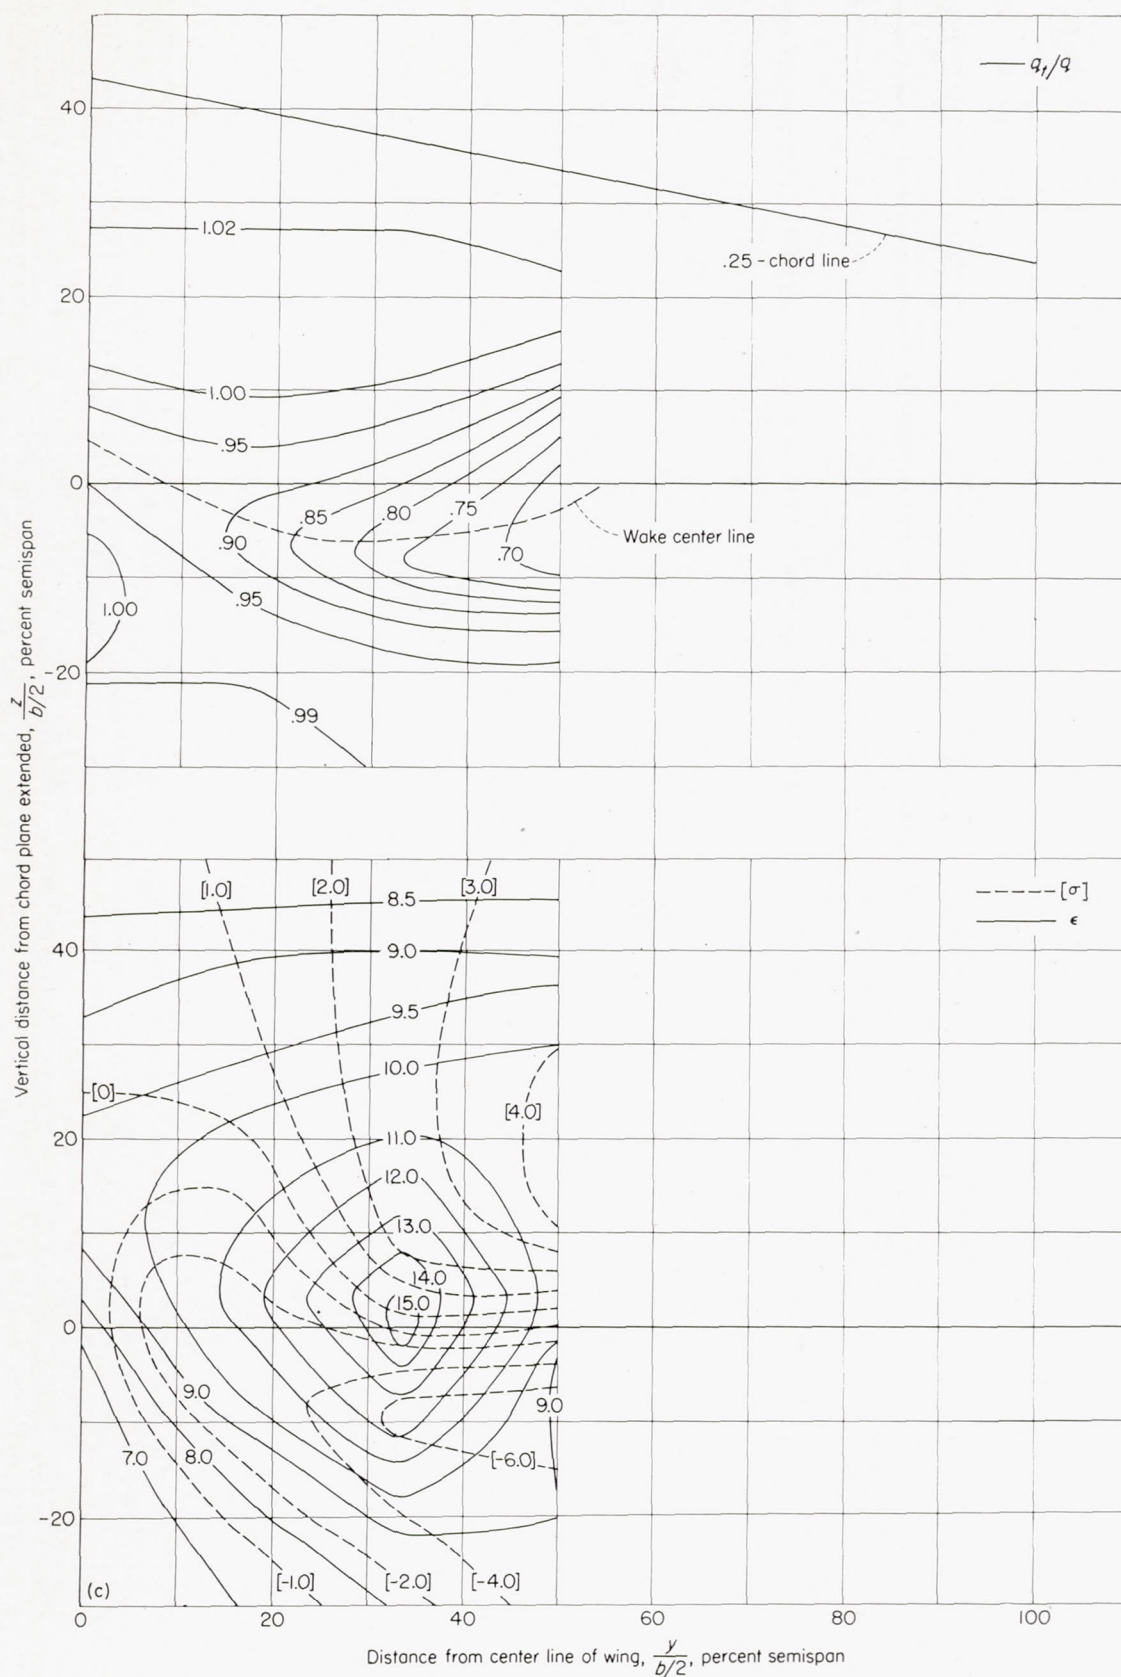 q_t/q
40
1.02
.25 - chord line
20
1.00
.95
0
.85 .80 .75
.90 .70
Wake center line
.95
1.00
-20
.99
Vertical distance from chord plane extended, z/b/2, percent semispan
[1.0] [2.0] [3.0]
8.5
[σ]
ϵ
40
9.0
9.5
10.0
[0]
[4.0]
20
11.0
12.0
13.0
14.0
15.0
0
9.0
9.0
7.0 8.0 [-6.0]
-20
(c) [-1.0] [-2.0] [-4.0]
0 20 40 60 80 100
Distance from center line of wing, y/b/2, percent semispan